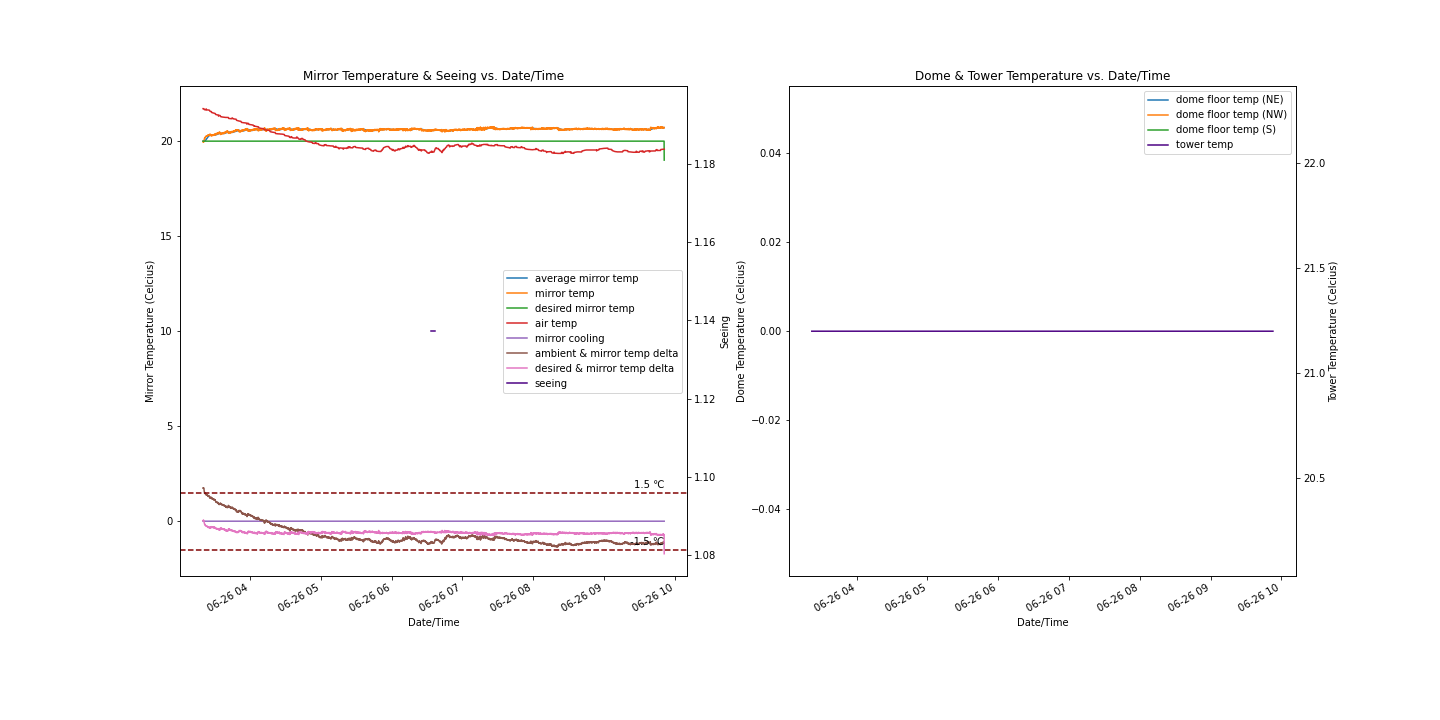 Mirror Temperature & Seeing vs. Date/Time
Mirror Temperature (Celcius)
20
15
10
5
0
1.18
1.16
1.14
1.12
1.10
1.08
Seeing
average mirror temp
mirror temp
desired mirror temp
air temp
mirror cooling
ambient & mirror temp delta
desired & mirror temp delta
seeing
1.5 °C
-1.5 °C
06-26 04
06-26 05
06-26 06
06-26 07
06-26 08
06-26 09
06-26 10
Date/Time
Dome & Tower Temperature vs. Date/Time
Dome Temperature (Celcius)
0.04
0.02
0.00
−0.02
−0.04
dome floor temp (NE)
dome floor temp (NW)
dome floor temp (S)
tower temp
22.0
21.5
21.0
20.5
Tower Temperature (Celcius)
06-26 04
06-26 05
06-26 06
06-26 07
06-26 08
06-26 09
06-26 10
Date/Time